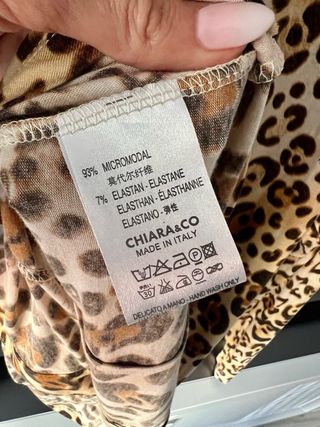 93% MICROMODAL
莫代尔纤维
7% ELASTAN - ELASTANE
ELASTHAN - ÉLASTHANNE
ELASTANO - 弹性
CHIARA&CO
MADE IN ITALY
30
P
DELICATO A MANO - HAND WASH ONLY